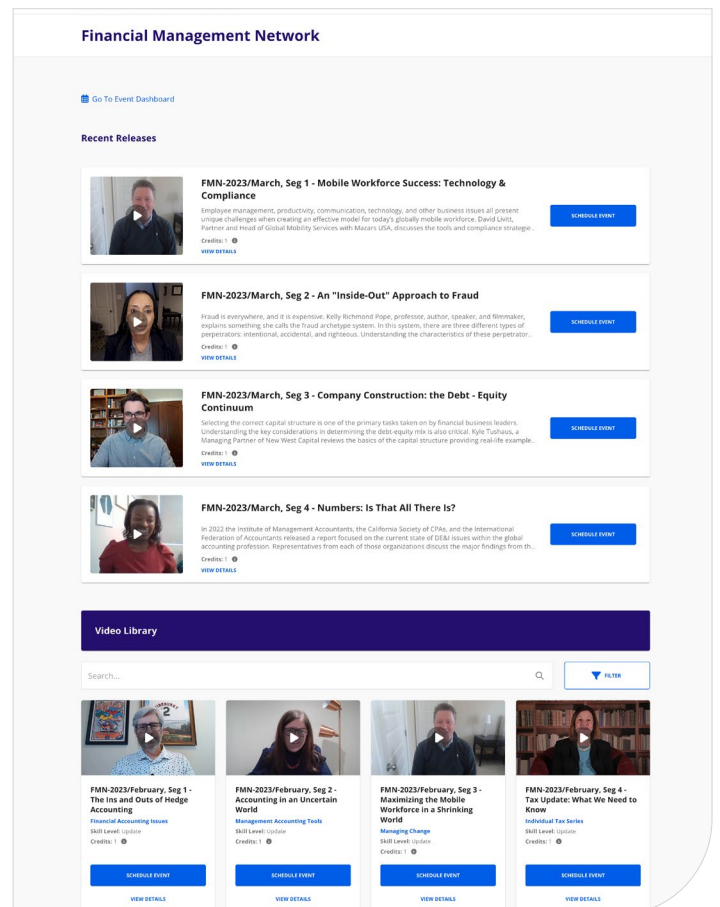 Financial Management Network
Go To Event Dashboard
Recent Releases
FMN-2023/March, Seg 1 - Mobile Workforce Success: Technology &
Compliance
Employee management, productivity, communication, technology, and other business issues all present
unique challenges when creating an effective model for today's globally mobile workforce. David Livitt,
Partner and Head of Global Mobility Services with Mazars USA, discusses the tools and compliance strategie..
Credits: 1
VIEW DETAILS
SCHEDULE EVENT
FMN-2023/March, Seg 2 - An "Inside-Out" Approach to Fraud
Fraud is everywhere, and it is expensive. Kelly Richmond Pope, professor, author, speaker, and filmmaker,
explains something she calls the fraud archetype system. In this system, there are three different types of
perpetrators: intentional, accidental, and righteous. Understanding the characteristics of these perpetrator..
Credits: 1
VIEW DETAILS
SCHEDULE EVENT
FMN-2023/March, Seg 3 - Company Construction: the Debt - Equity
Continuum
Selecting the correct capital structure is one of the primary tasks taken on by financial business leaders.
Understanding the key considerations in determining the debt-equity mix is also critical. Kyle Tushaus, a
Managing Partner of New West Capital reviews the basics of the capital structure providing real-life example..
Credits: 1
VIEW DETAILS
SCHEDULE EVENT
FMN-2023/March, Seg 4 - Numbers: Is That All There Is?
In 2022 the Institute of Management Accountants, the California Society of CPAs, and the International
Federation of Accountants released a report focused on the current state of DE&I issues within the global
accounting profession. Representatives from each of those organizations discuss the major findings from th..
Credits: 1
VIEW DETAILS
SCHEDULE EVENT
Video Library
Search...
FILTER
FMN-2023/February, Seg 1 -
The Ins and Outs of Hedge
Accounting
Financial Accounting Issues
Skill Level: Update
Credits: 1
SCHEDULE EVENT
VIEW DETAILS
FMN-2023/February, Seg 2 -
Accounting in an Uncertain
World
Management Accounting Tools
Skill Level: Update
Credits: 1
SCHEDULE EVENT
VIEW DETAILS
FMN-2023/February, Seg 3 -
Maximizing the Mobile
Workforce in a Shrinking
World
Managing Change
Skill Level: Update
Credits: 1
SCHEDULE EVENT
VIEW DETAILS
FMN-2023/February, Seg 4 -
Tax Update: What We Need to
Know
Individual Tax Series
Skill Level: Update
Credits: 1
SCHEDULE EVENT
VIEW DETAILS